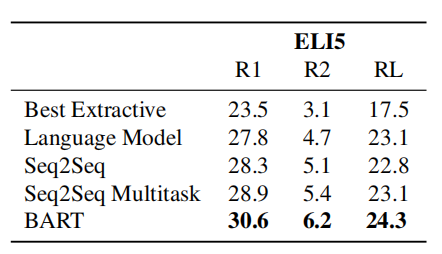 ELI5
R1 R2 RL
Best Extractive 23.5 3.1 17.5
Language Model 27.8 4.7 23.1
Seq2Seq 28.3 5.1 22.8
Seq2Seq Multitask 28.9 5.4 23.1
BART 30.6 6.2 24.3